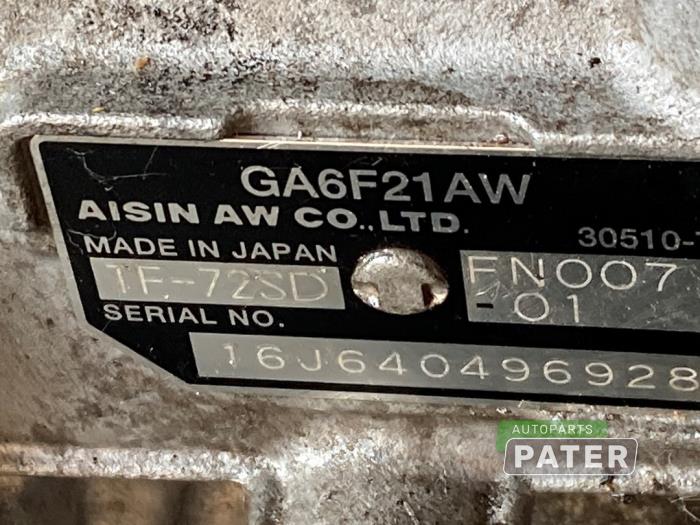 GA6F21AW
AISIN AW CO.,LTD.
30510-
MADE IN JAPAN
TF-72SD
FN007
-01
SERIAL NO.
16J640496928
AUTOPARTS
PATER